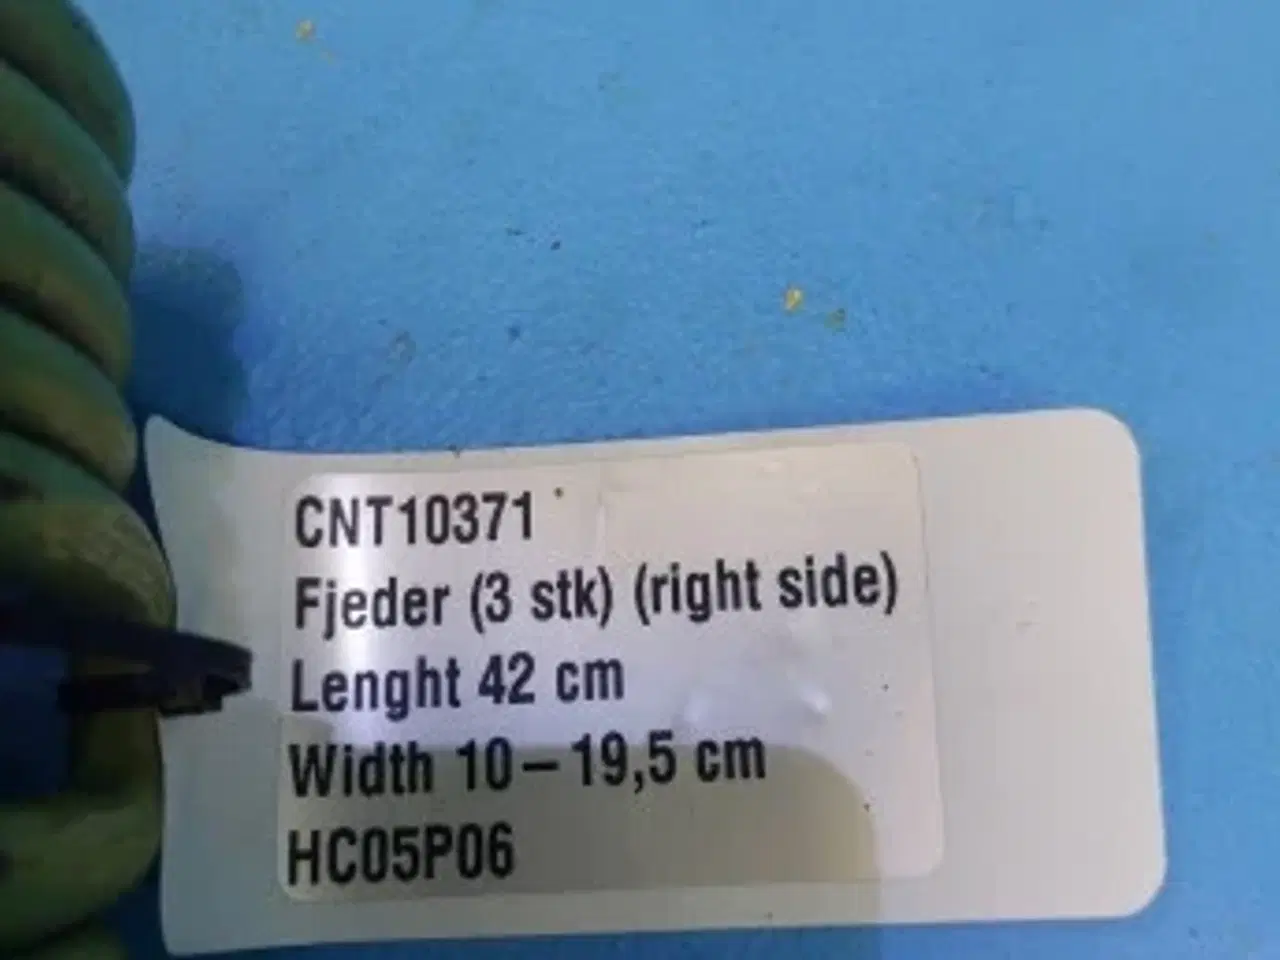 CNT10371
Fjeder (3 stk) (right side)
Lenght 42 cm
Width 10–19,5 cm
HC05P06